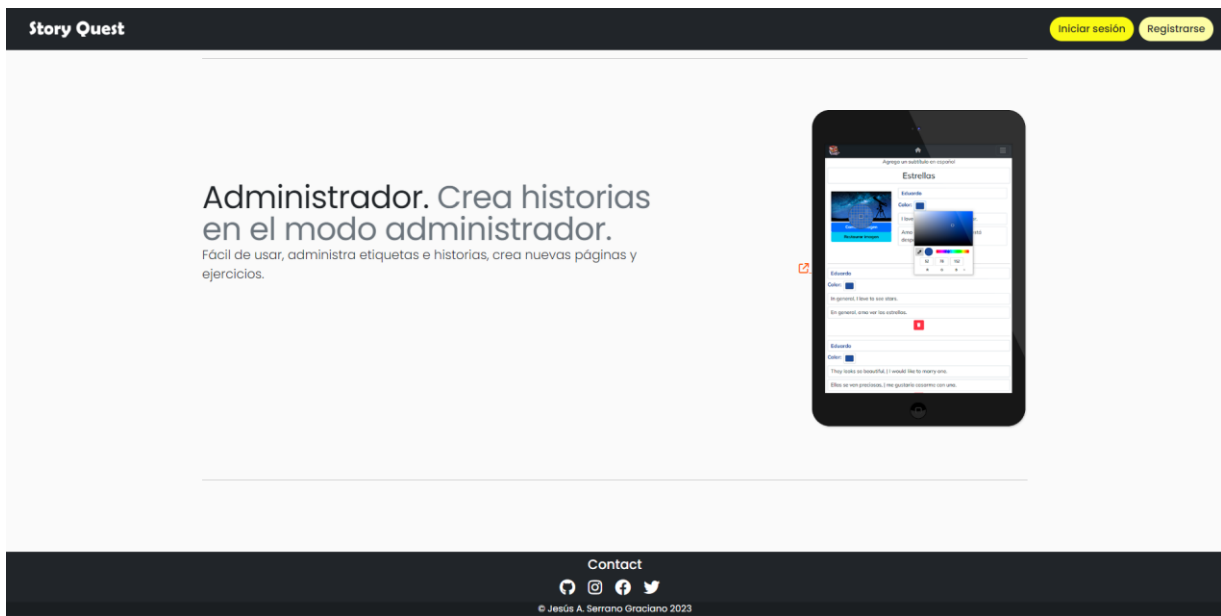 Story Quest
Iniciar sesión
Registrarse
Administrador. Crea historias
en el modo administrador.
Fácil de usar, administra etiquetas e historias, crea nuevas páginas y
ejercicios.
Agrega un subtítulo en español
Estrellas
Eduardo
Color:
I love
Amo
Eduardo
Color:
In general, I love to see stars.
En general, amo ver las estrellas.
Eduardo
Color:
They looks so beautiful, I would like to marry one.
Ellas se ven preciosas, me gustaría casarme con una.
Contact
© Jesús A. Serrano Graciano 2023